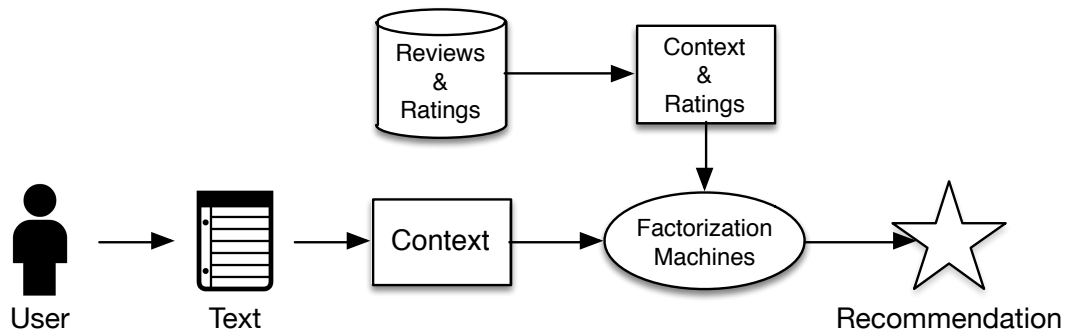 Reviews
&
Ratings
Context
&
Ratings
Context
Factorization
Machines
User
Text
Recommendation